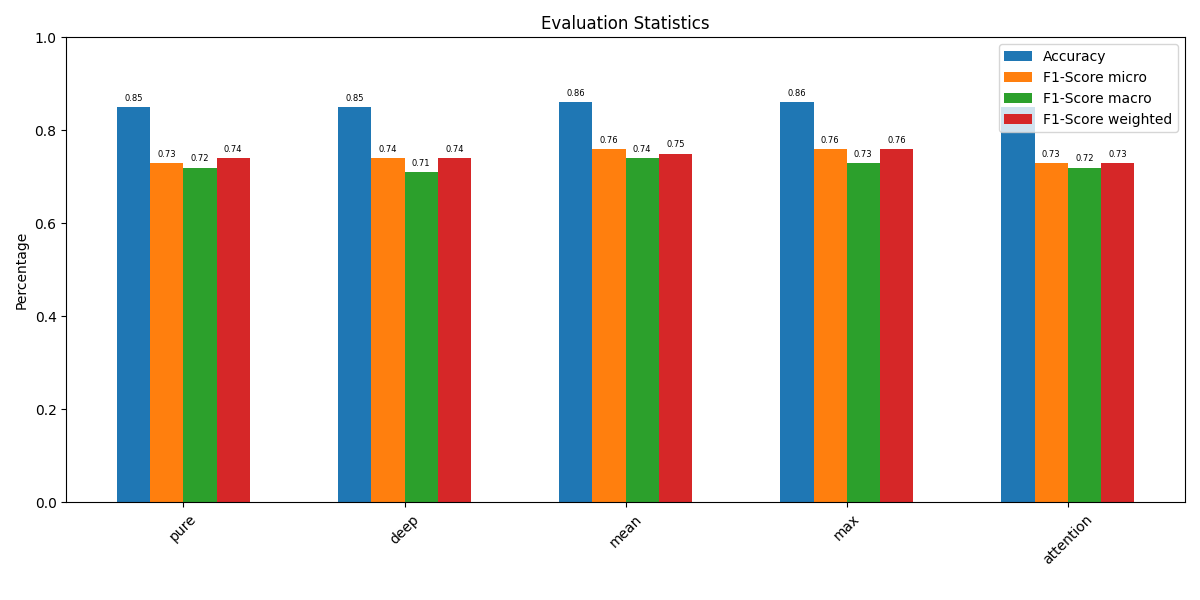 Evaluation Statistics
Percentage
1.0
0.8
0.6
0.4
0.2
0.0
Accuracy
F1-Score micro
F1-Score macro
F1-Score weighted
0.85 0.73 0.72 0.74
0.85 0.74 0.71 0.74
0.86 0.76 0.74 0.75
0.86 0.76 0.73 0.76
0.73 0.72 0.73
pure
deep
mean
max
attention